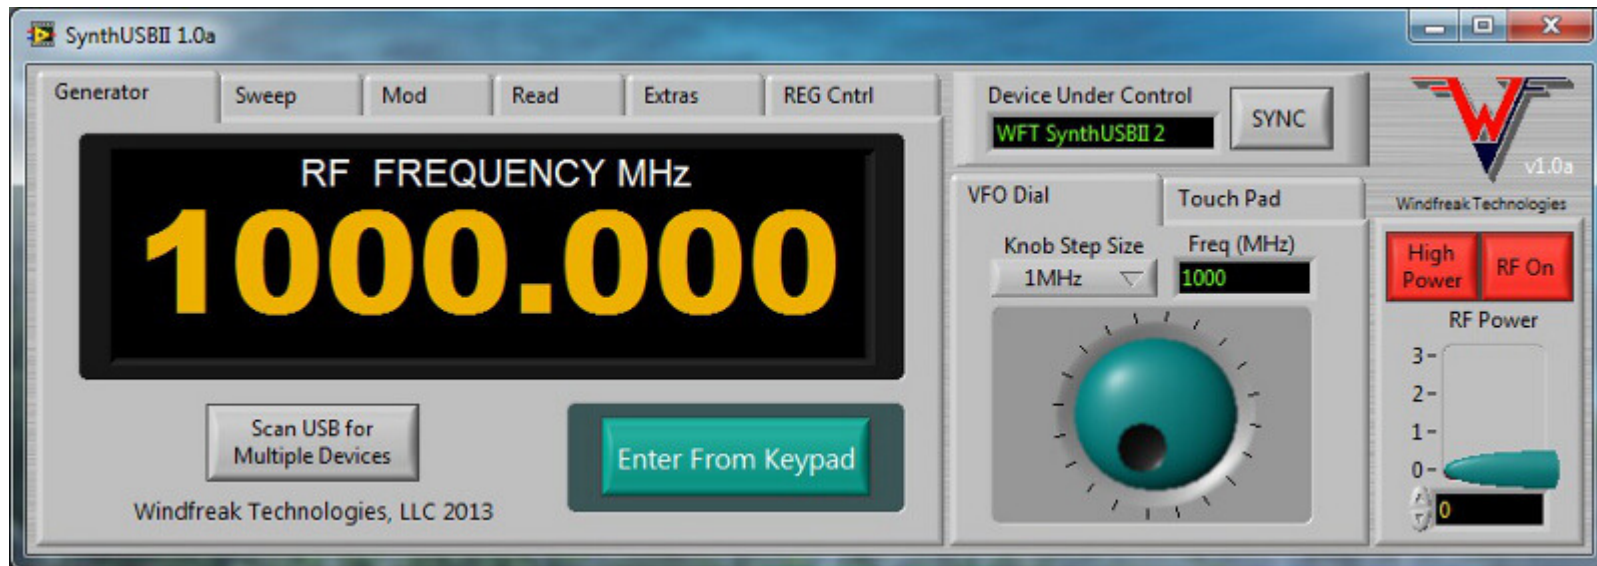 SynthUSBII 1.0a
Generator
Sweep
Mod
Read
Extras
REG Cntrl
RF FREQUENCY MHz
1000.000
Scan USB for
Multiple Devices
Enter From Keypad
Windfreak Technologies, LLC 2013
Device Under Control
WFT SynthUSBII 2
SYNC
VFO Dial
Touch Pad
Knob Step Size
1MHz
Freq (MHz)
1000
W
v1.0a
Windfreak Technologies
High
Power
RF On
RF Power
3
2
1
0
0